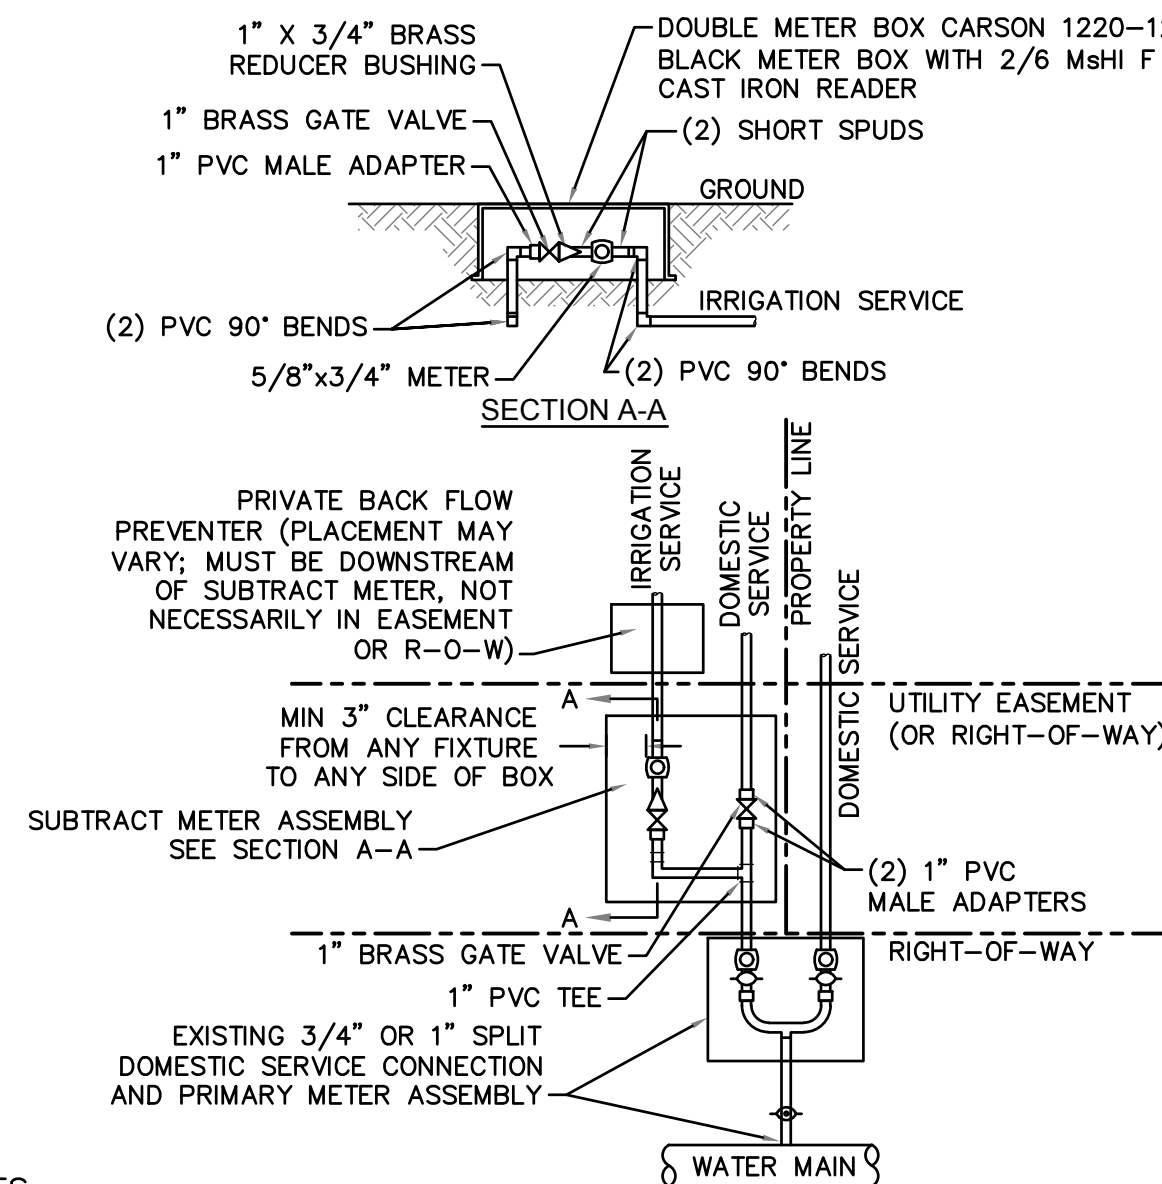 1” X 3/4” BRASS
REDUCER BUSHING
1” BRASS GATE VALVE
1” PVC MALE ADAPTER
DOUBLE METER BOX CARSON 1220-1
BLACK METER BOX WITH 2/6 MsHI F
CAST IRON READER
(2) SHORT SPUDS
GROUND
IRRIGATION SERVICE
(2) PVC 90° BENDS
5/8”x3/4” METER
(2) PVC 90° BENDS
SECTION A-A
PRIVATE BACK FLOW
PREVENTER (PLACEMENT MAY
VARY; MUST BE DOWNSTREAM
OF SUBTRACT METER, NOT
NECESSARILY IN EASEMENT
OR R-O-W)
IRRIGATION
SERVICE
DOMESTIC
SERVICE
PROPERTY LINE
DOMESTIC SERVICE
A
UTILITY EASEMENT
(OR RIGHT-OF-WAY)
MIN 3” CLEARANCE
FROM ANY FIXTURE
TO ANY SIDE OF BOX
SUBTRACT METER ASSEMBLY
SEE SECTION A-A
(2) 1” PVC
MALE ADAPTERS
A
1” BRASS GATE VALVE
RIGHT-OF-WAY
1” PVC TEE
EXISTING 3/4” OR 1” SPLIT
DOMESTIC SERVICE CONNECTION
AND PRIMARY METER ASSEMBLY
WATER MAIN